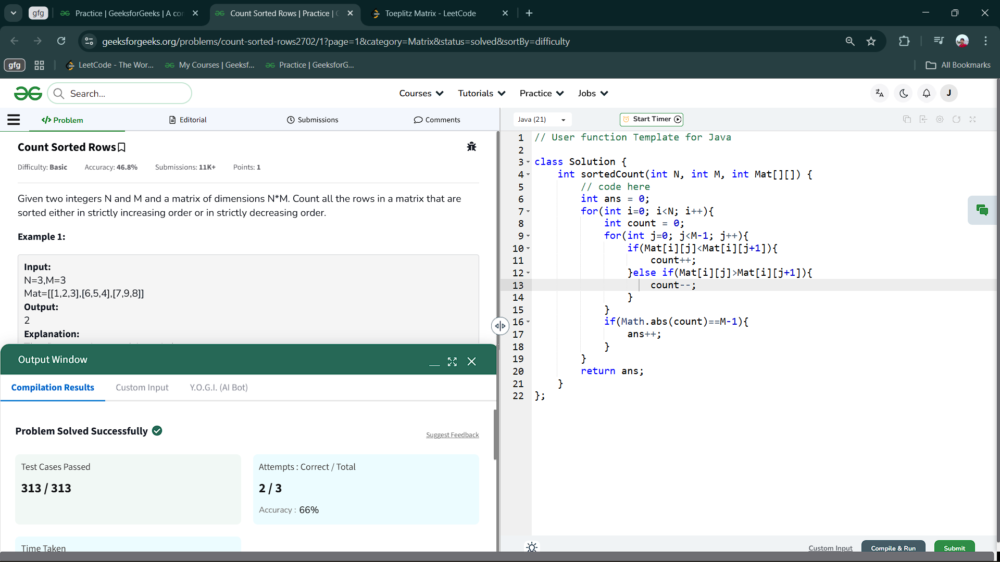 gfg
Practice | GeeksforGeeks | A co
Count Sorted Rows | Practice |
Toeplitz Matrix - LeetCode
geeksforgeeks.org/problems/count-sorted-rows2702/1?page=1&category=Matrix&status=solved&sortBy=difficulty
gfg
LeetCode - The Wor...
My Courses | Geeksf...
Practice | GeeksforG...
All Bookmarks
Search...
Courses
Tutorials
Practice
Jobs
J
</> Problem
Editorial
Submissions
Comments
Java (21)
Start Timer
Count Sorted Rows
Difficulty: Basic
Accuracy: 46.8%
Submissions: 11K+
Points: 1
Given two integers N and M and a matrix of dimensions N*M. Count all the rows in a matrix that are
sorted either in strictly increasing order or in strictly decreasing order.
Example 1:
Input:
N=3,M=3
Mat=[[1,2,3],[6,5,4],[7,9,8]]
Output:
2
Explanation:
Output Window
Compilation Results
Custom Input
Y.O.G.I. (AI Bot)
Problem Solved Successfully
Suggest Feedback
Test Cases Passed
313 / 313
Attempts : Correct / Total
2 / 3
Accuracy : 66%
Time Taken
1 // User function Template for Java
2
3 class Solution {
4 int sortedCount(int N, int M, int Mat[][]) {
5 // code here
6 int ans = 0;
7 for(int i=0; i<N; i++){
8 int count = 0;
9 for(int j=0; j<M-1; j++){
10 if(Mat[i][j]<Mat[i][j+1]){
11 count++;
12 }else if(Mat[i][j]>Mat[i][j+1]){
13 count--;
14 }
15 }
16 if(Math.abs(count)==M-1){
17 ans++;
18 }
19 }
20 return ans;
21 }
22 };
Custom Input
Compile & Run
Submit